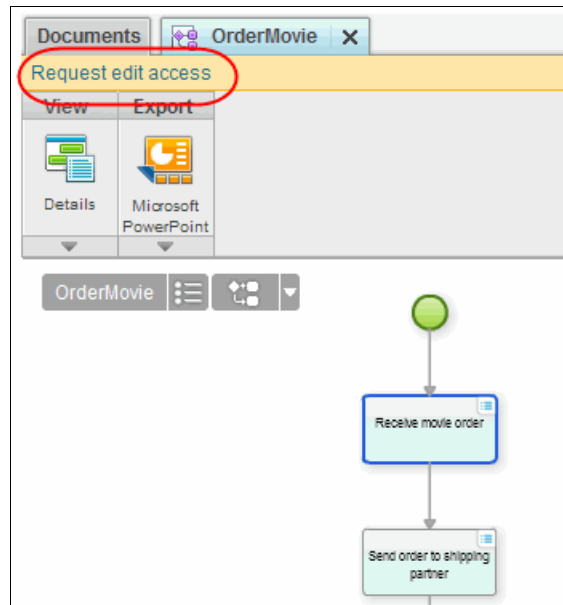 Documents
OrderMovie X
Request edit access
View
Export
Details
Microsoft
PowerPoint
OrderMovie
Receive movie order
Send order to shipping
partner